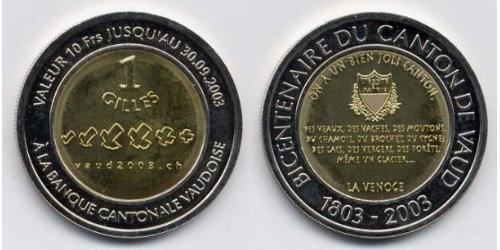 VALEUR 10 Frs JUSQU'AU 30.09.2003
1
GILLES
vaud2003.ch
À LA BANQUE CANTONALE VAUDOISE
BICENTENAIRE DU CANTON DE VAUD
ON A UN BIEN JOLI CANTON
DES VEAUX, DES VACHES, DES MOUTONS,
DU CHAMOIS, DU BROCHET, DU CYGNE
DES LACS, DES VERGERS, DES FORÊTS,
MÊME UN GLACIER....
LA VENOGE
1803 - 2003